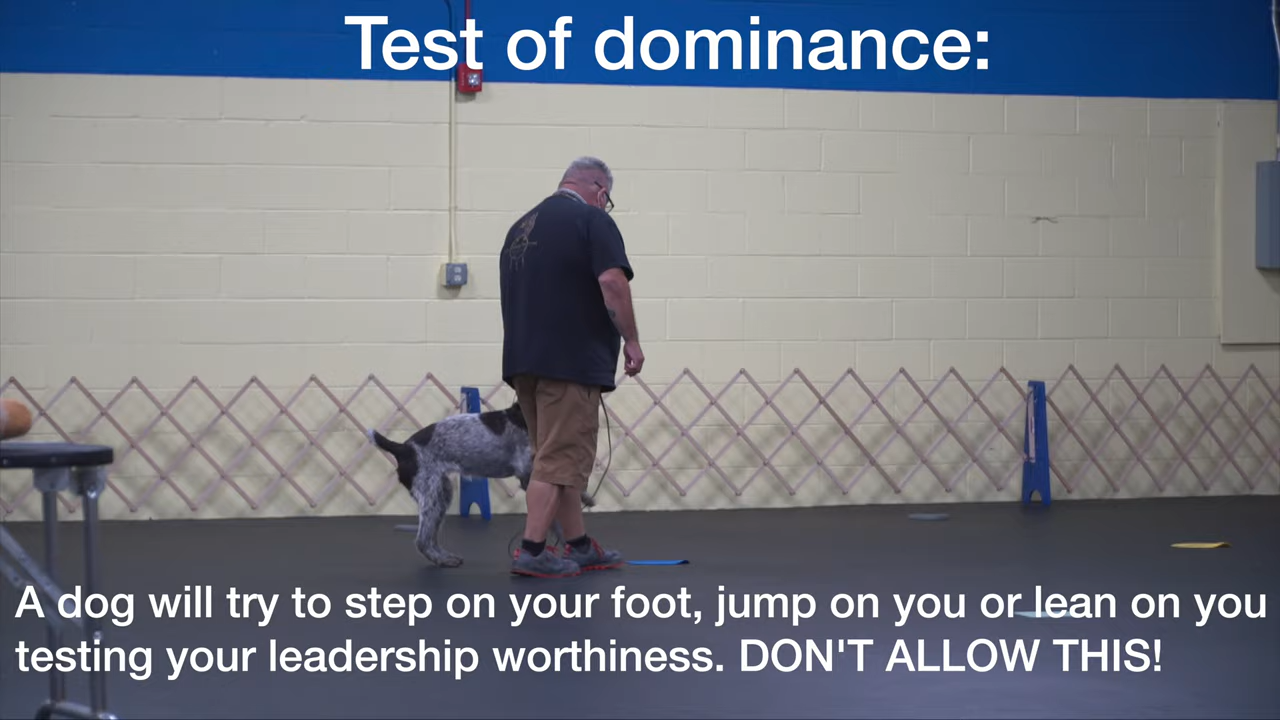 Test of dominance:
A dog will try to step on your foot, jump on you or lean on you
testing your leadership worthiness. DON'T ALLOW THIS!